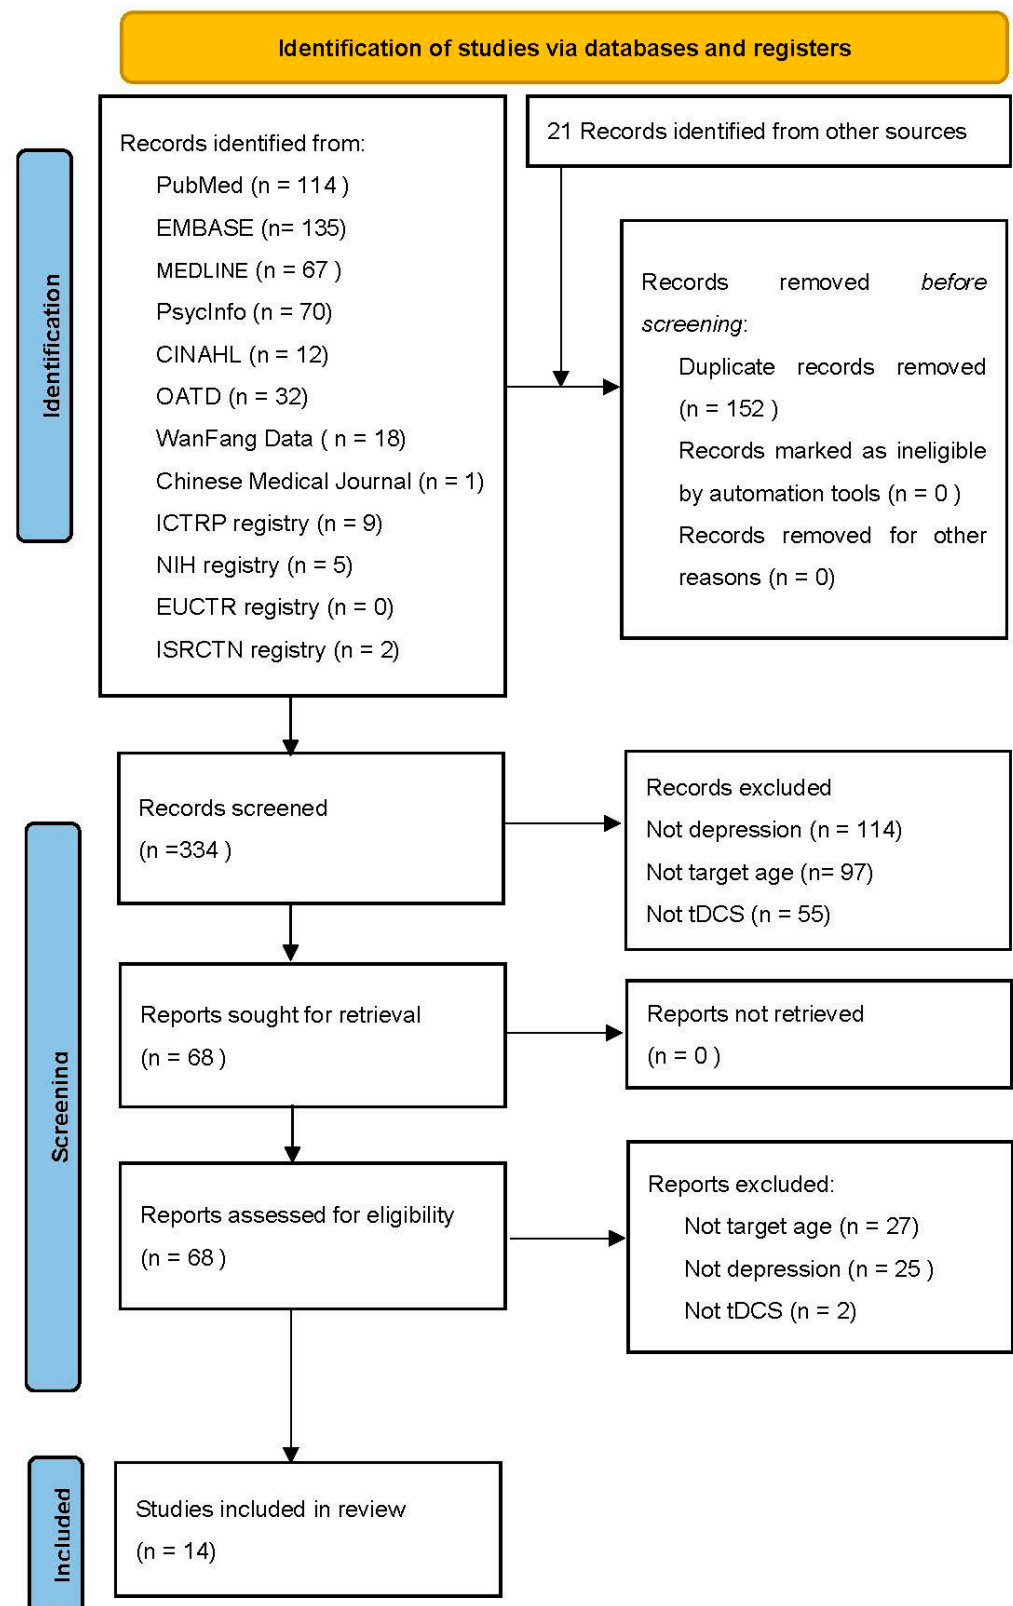 Identification of studies via databases and registers
Identification
Records identified from:
PubMed (n = 114 )
EMBASE (n= 135)
MEDLINE (n = 67 )
PsycInfo (n = 70)
CINAHL (n = 12)
OATD (n = 32)
WanFang Data ( n = 18)
Chinese Medical Journal (n = 1)
ICTRP registry (n = 9)
NIH registry (n = 5)
EUCTR registry (n = 0)
ISRCTN registry (n = 2)
21 Records identified from other sources
Records removed before
screening:
Duplicate records removed
(n = 152 )
Records marked as ineligible
by automation tools (n = 0 )
Records removed for other
reasons (n = 0)
Screening
Records screened
(n =334 )
Records excluded
Not depression (n = 114)
Not target age (n= 97)
Not tDCS (n = 55)
Reports sought for retrieval
(n = 68 )
Reports not retrieved
(n = 0 )
Reports assessed for eligibility
(n = 68 )
Reports excluded:
Not target age (n = 27)
Not depression (n = 25 )
Not tDCS (n = 2)
Included
Studies included in review
(n = 14)